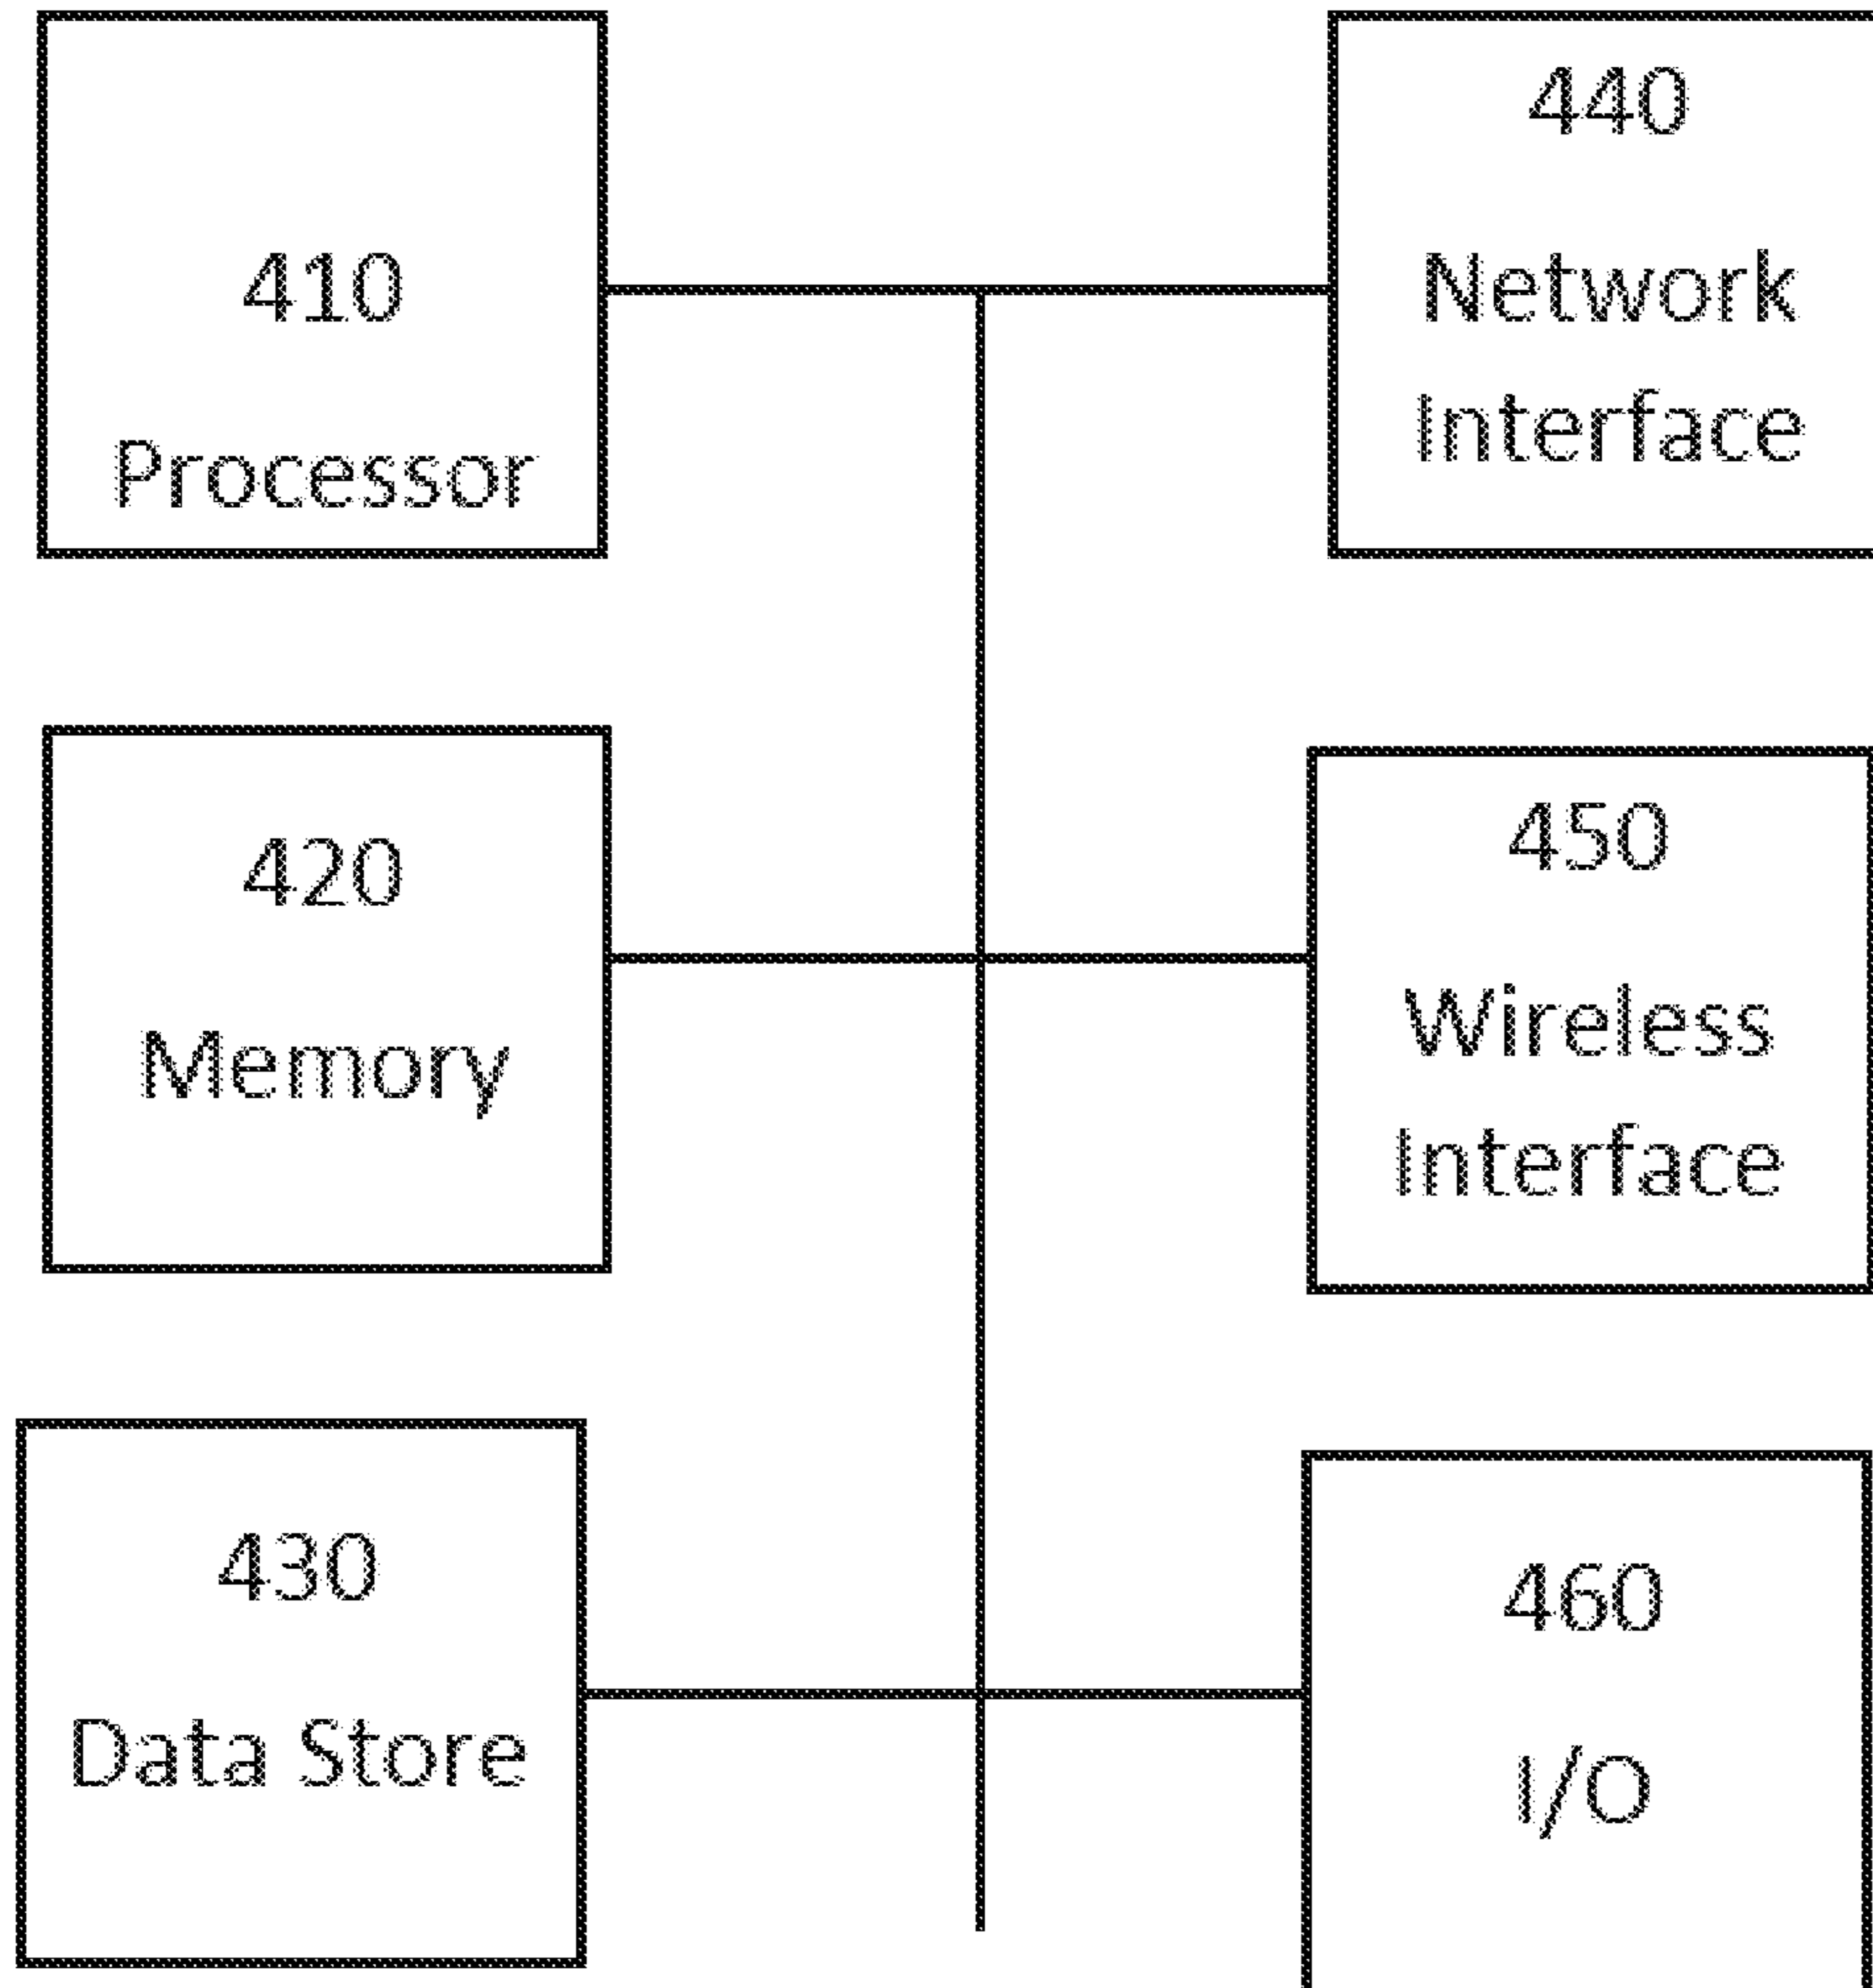 410
Processor
440
Network
Interface
420
Memory
450
Wireless
Interface
430
Data Store
460
I/O